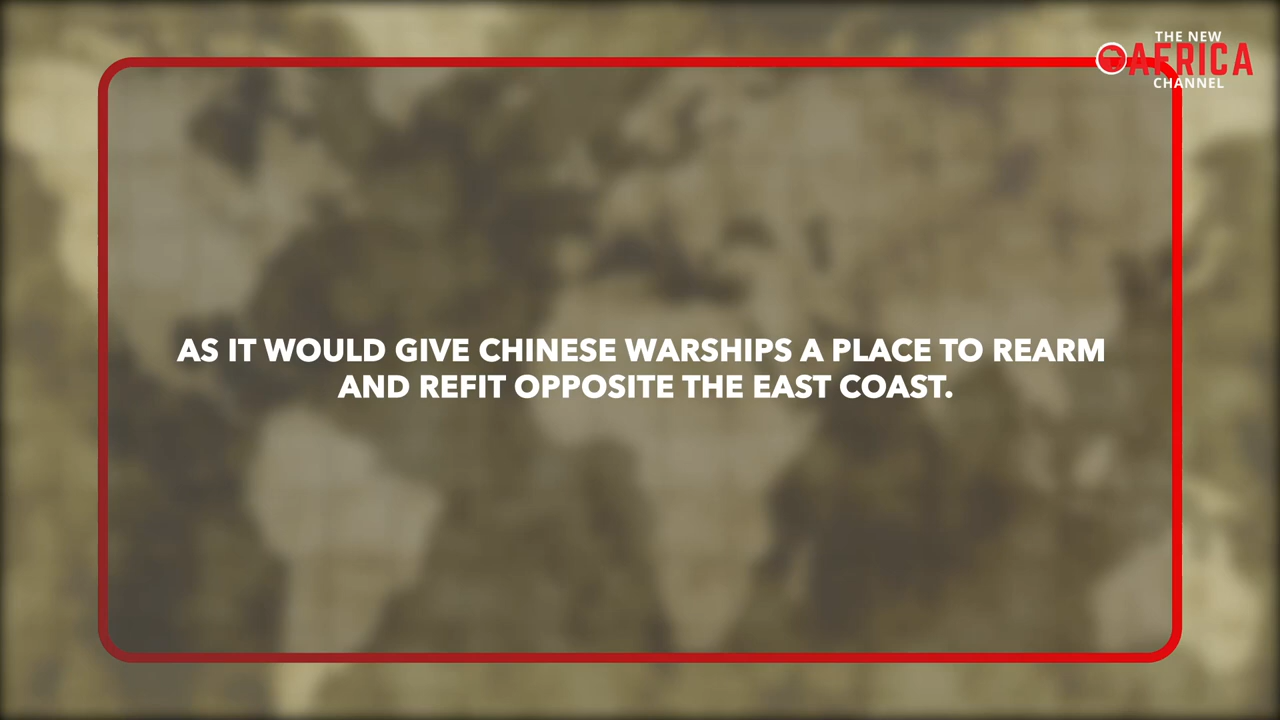 THE NEW
AFRICA
CHANNEL
AS IT WOULD GIVE CHINESE WARSHIPS A PLACE TO REARM
AND REFIT OPPOSITE THE EAST COAST.